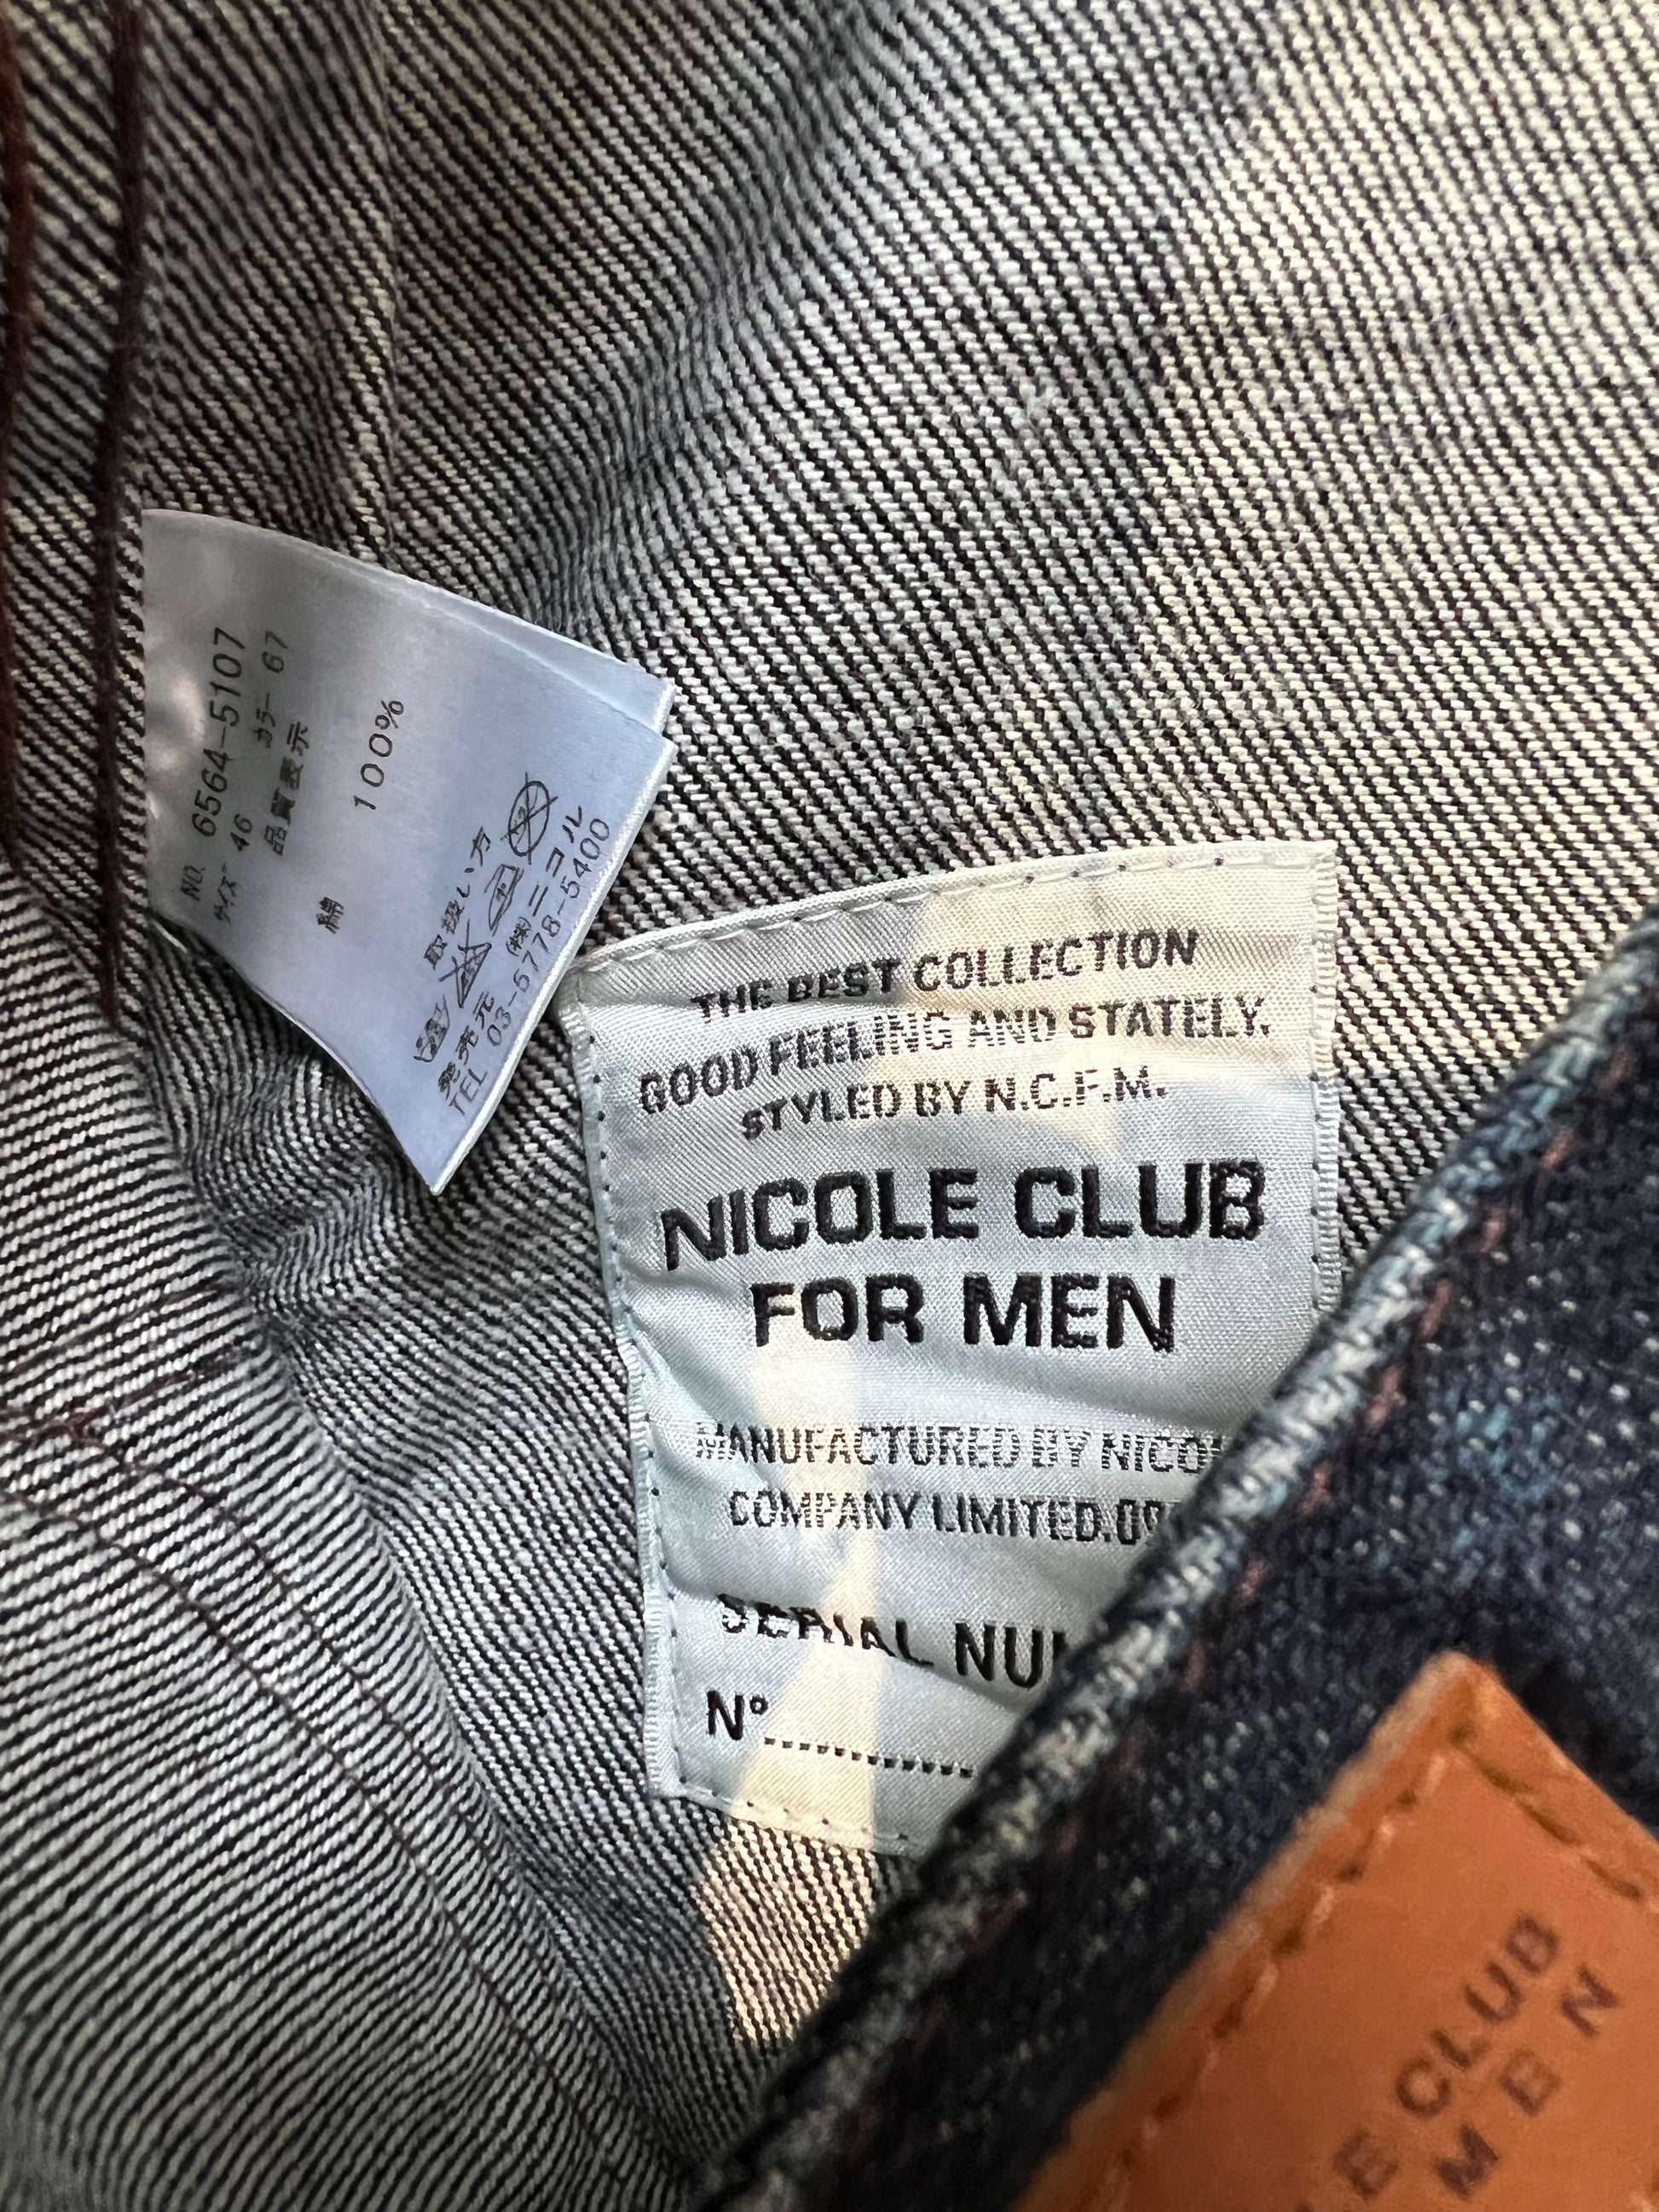 NO. 6564-5107
サイズ 46 カラー 67
品質表示
綿 100%
取扱い方
発売元 (株)ニコル
TEL 03-5778-5400
THE BEST COLLECTION
GOOD FEELING AND STATELY.
STYLED BY N.C.F.M.
NICOLE CLUB
FOR MEN
MANUFACTURED BY
COMPANY LIMITED.
SERIAL
N°
CLUB
MEN